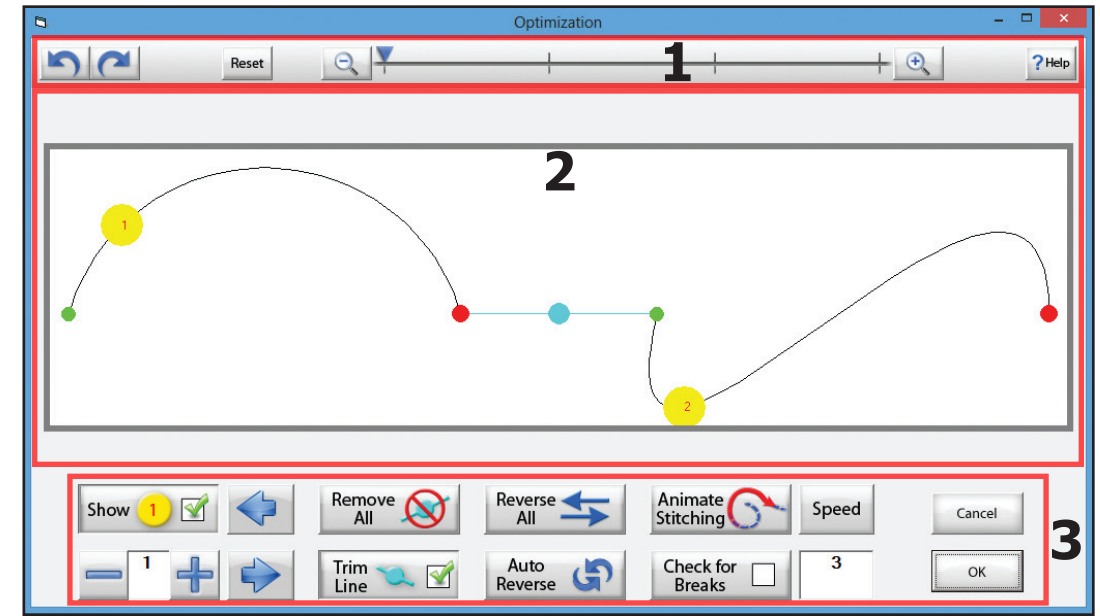 Optimization
Reset
1
? Help
2
1
2
Show 1
Remove All
Reverse All
Animate Stitching
Speed
Cancel
3
1
Trim Line
Auto Reverse
Check for Breaks
3
OK